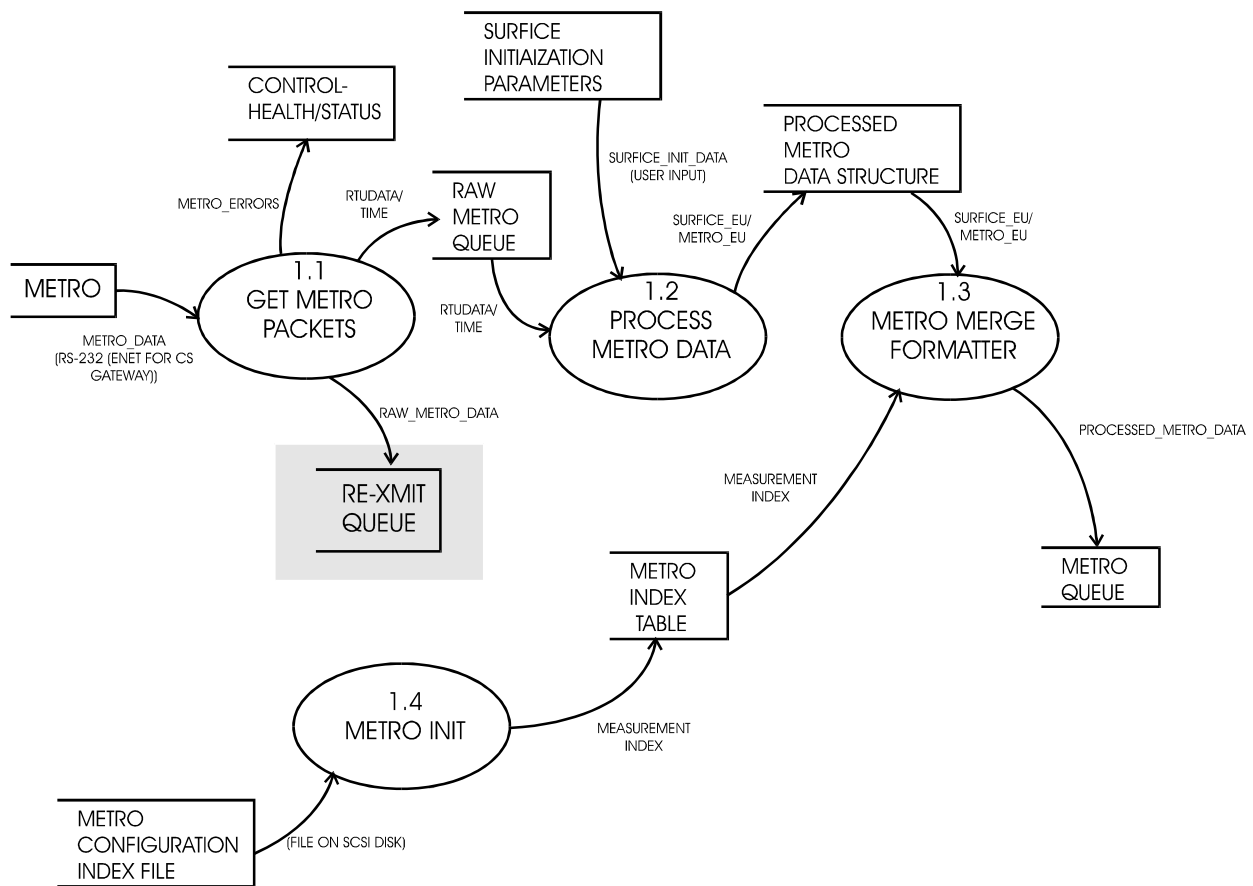 SURFICE
INITIAIZATION
PARAMETERS
CONTROL-
HEALTH/STATUS
PROCESSED
METRO
DATA STRUCTURE
SURFICE_INIT_DATA
(USER INPUT)
METRO_ERRORS
RTUDATA/
TIME
RAW
METRO
QUEUE
SURFICE_EU/
METRO_EU
SURFICE_EU/
METRO_EU
METRO
1.1
GET METRO
PACKETS
RTUDATA/
TIME
1.2
PROCESS
METRO DATA
1.3
METRO MERGE
FORMATTER
METRO_DATA
(RS-232 (ENET FOR CS
GATEWAY))
RAW_METRO_DATA
PROCESSED_METRO_DATA
RE-XMIT
QUEUE
MEASUREMENT
INDEX
METRO
INDEX
TABLE
METRO
QUEUE
1.4
METRO INIT
MEASUREMENT
INDEX
METRO
CONFIGURATION
INDEX FILE
(FILE ON SCSI DISK)